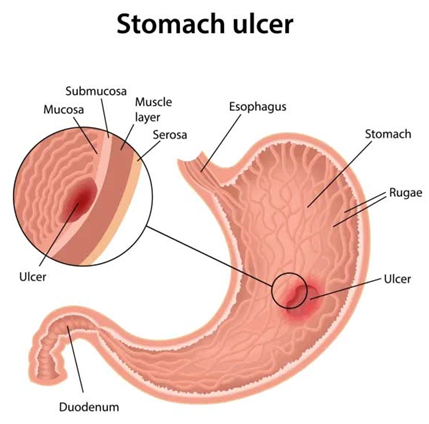 Stomach ulcer
Submucosa
Mucosa
Muscle
layer
Serosa
Esophagus
Stomach
Rugae
Ulcer
Ulcer
Duodenum